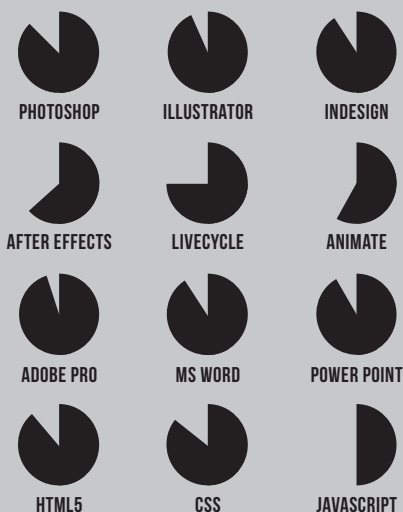 PHOTOSHOP
ILLUSTRATOR
INDESIGN
AFTER EFFECTS
LIVECYCLE
ANIMATE
ADOBE PRO
MS WORD
POWER POINT
HTML5
CSS
JAVASCRIPT